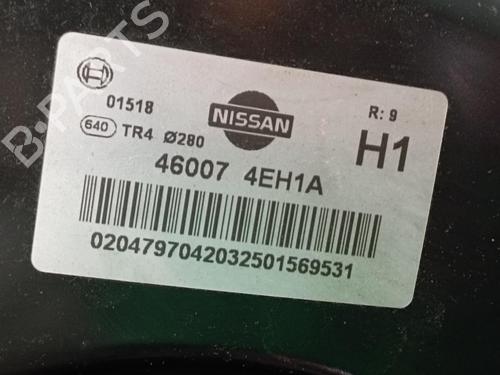 01518
NISSAN
R: 9
640 TR4 Ø280
H1
46007 4EH1A
0204797042032501569531
B-PARTS